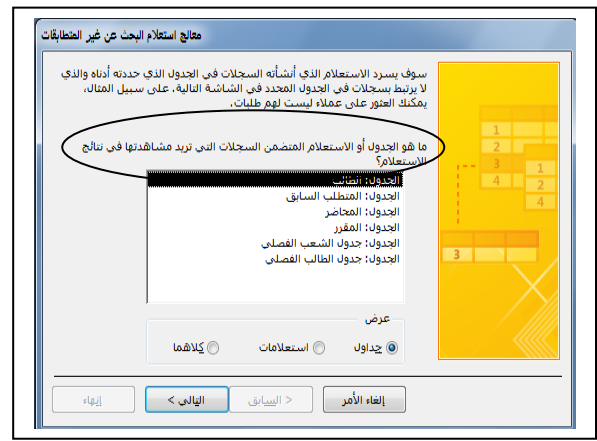 معالج استعلام البحث عن غير المتطابقات
سوف يسرد الاستعلام الذي أنشأته السجلات في الجدول الذي حددته أدناه والذي
لا يرتبط بسجلات في الجدول المحدد في الشاشة التالية. على سبيل المثال،
يمكنك العثور على عملاء ليست لهم طلبات.
ما هو الجدول أو الاستعلام المتضمن السجلات التي تريد مشاهدتها في نتائج
الاستعلام؟
الجدول: الطالب
الجدول: المتطلب السابق
الجدول: المحاضر
الجدول: المقرر
الجدول: جدول الشعب الفصلي
الجدول: جدول الطالب الفصلي
1
2
3
4
1
2
4
3
عرض
جداول
استعلامات
كلاهما
إلغاء الأمر
< السابق
التالي >
إنهاء